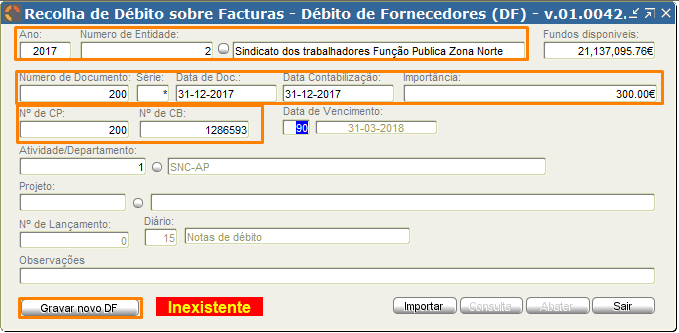 Recolha de Débito sobre Facturas - Débito de Fornecedores (DF) - v.01.0042.
Ano: Número de Entidade: Fundos disponiveis:
2017 2 Sindicato dos trabalhadores Função Publica Zona Norte 21,137,095.76€
Número de Documento: Série: Data de Doc.: Data Contabilização: Importância:
200 * 31-12-2017 31-12-2017 300.00€
Nº de CP: Nº de CB: Data de Vencimento:
200 1286593 90 31-03-2018
Atividade/Departamento:
1 SNC-AP
Projeto:
Nº de Lançamento: Diário:
0 15 Notas de débito
Observações
Gravar novo DF Inexistente Importar Consulta Abater Sair